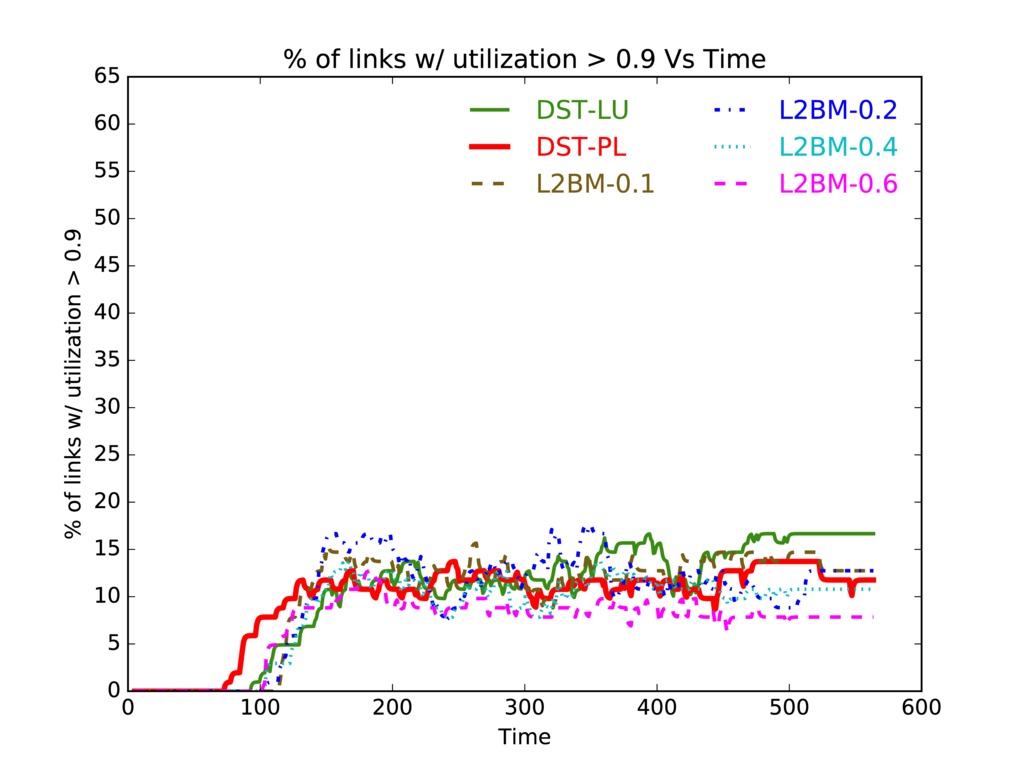 % of links w/ utilization > 0.9 Vs Time
65
60
55
50
45
40
35
30
25
20
15
10
5
0
% of links w/ utilization > 0.9
DST-LU
DST-PL
L2BM-0.1
L2BM-0.2
L2BM-0.4
L2BM-0.6
0 100 200 300 400 500 600
Time